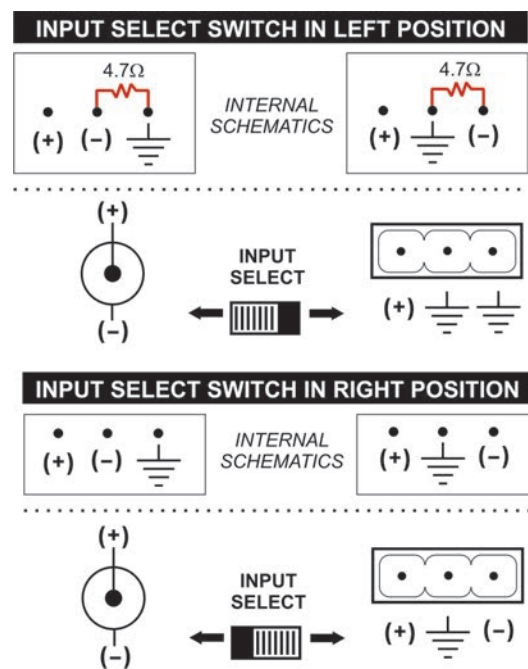 INPUT SELECT SWITCH IN LEFT POSITION
4.7Ω
4.7Ω
INTERNAL
SCHEMATICS
(+) (−)
(+) (−)
(+)
INPUT
SELECT
(−)
(+)
INPUT SELECT SWITCH IN RIGHT POSITION
INTERNAL
SCHEMATICS
(+) (−)
(+) (−)
(+)
INPUT
SELECT
(−)
(+) (−)